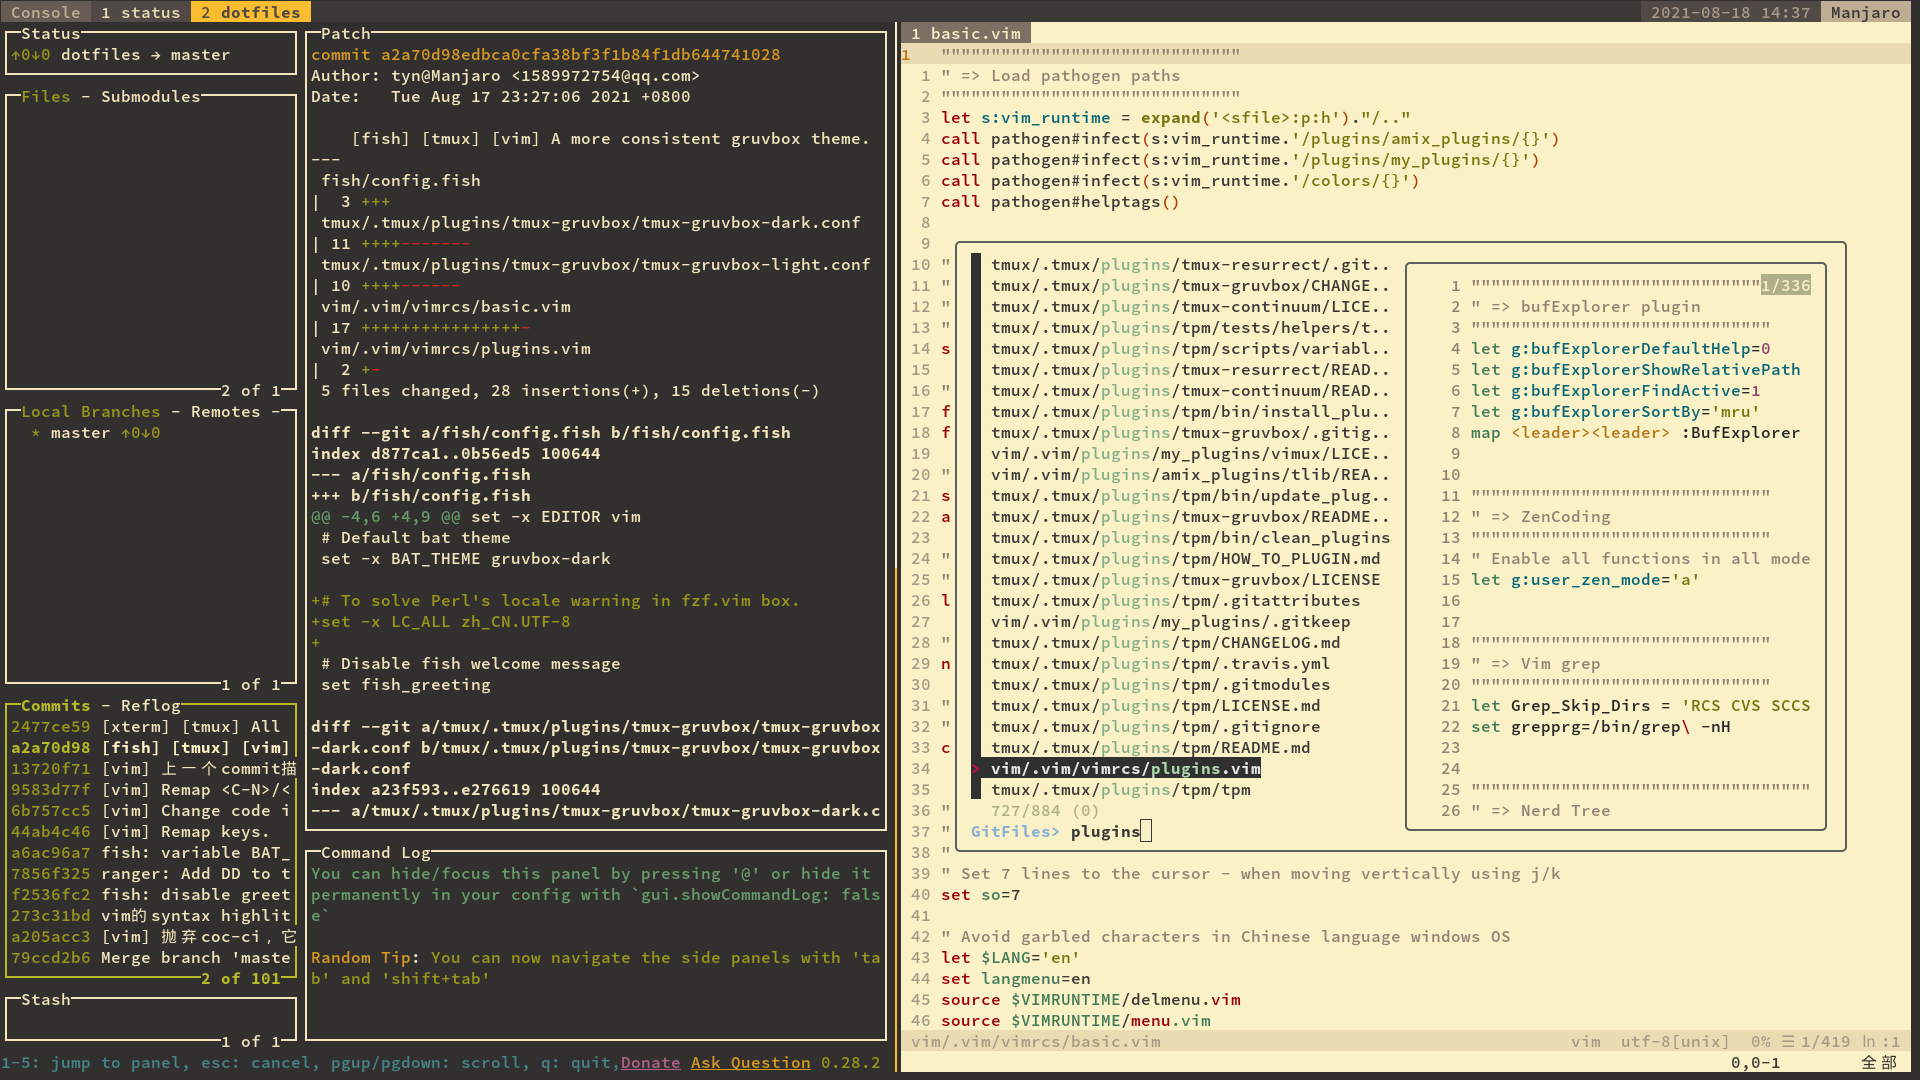 Console 1 status 2 dotfiles
2021-08-18 14:37 Manjaro
Status
↑0↓0 dotfiles → master
Files - Submodules
2 of 1
Local Branches - Remotes -
* master ↑0↓0
1 of 1
Commits - Reflog
2477ce59 [xterm] [tmux] All
a2a70d98 [fish] [tmux] [vim]
13720f71 [vim] 上一个commit描
9583d77f [vim] Remap <C-N>/<
6b757cc5 [vim] Change code i
44ab4c46 [vim] Remap keys.
a6ac96a7 fish: variable BAT_
7856f325 ranger: Add DD to t
f2536fc2 fish: disable greet
273c31bd vim的syntax highlit
a205acc3 [vim] 抛弃coc-ci，它
79ccd2b6 Merge branch 'maste
2 of 101
Stash
1 of 1
Patch
commit a2a70d98edbca0cfa38bf3f1b84f1db644741028
Author: tyn@Manjaro <1589972754@qq.com>
Date:   Tue Aug 17 23:27:06 2021 +0800
[fish] [tmux] [vim] A more consistent gruvbox theme.
---
fish/config.fish
|  3 +++
tmux/.tmux/plugins/tmux-gruvbox/tmux-gruvbox-dark.conf
| 11 ++++-------
tmux/.tmux/plugins/tmux-gruvbox/tmux-gruvbox-light.conf
| 10 ++++------
vim/.vim/vimrcs/basic.vim
| 17 ++++++++++++++++-
vim/.vim/vimrcs/plugins.vim
|  2 +-
5 files changed, 28 insertions(+), 15 deletions(-)
diff --git a/fish/config.fish b/fish/config.fish
index d877ca1..0b56ed5 100644
--- a/fish/config.fish
+++ b/fish/config.fish
@@ -4,6 +4,9 @@ set -x EDITOR vim
# Default bat theme
set -x BAT_THEME gruvbox-dark
+# To solve Perl's locale warning in fzf.vim box.
+set -x LC_ALL zh_CN.UTF-8
+
# Disable fish welcome message
set fish_greeting
diff --git a/tmux/.tmux/plugins/tmux-gruvbox/tmux-gruvbox
-dark.conf b/tmux/.tmux/plugins/tmux-gruvbox/tmux-gruvbox
-dark.conf
index a23f593..e276619 100644
--- a/tmux/.tmux/plugins/tmux-gruvbox/tmux-gruvbox-dark.c
Command Log
You can hide/focus this panel by pressing '@' or hide it
permanently in your config with `gui.showCommandLog: fals
e`
Random Tip: You can now navigate the side panels with 'ta
b' and 'shift+tab'
1-5: jump to panel, esc: cancel, pgup/pgdown: scroll, q: quit,Donate Ask Question 0.28.2
1 basic.vim
1 """"""""""""""""""""""""""""""
1 " => Load pathogen paths
2 """"""""""""""""""""""""""""""
3 let s:vim_runtime = expand('<sfile>:p:h')."/.."
4 call pathogen#infect(s:vim_runtime.'/plugins/amix_plugins/{}')
5 call pathogen#infect(s:vim_runtime.'/plugins/my_plugins/{}')
6 call pathogen#infect(s:vim_runtime.'/colors/{}')
7 call pathogen#helptags()
8
9
10 "
11 "
12 "
13 "
14 s
15
16 "
17 f
18 f
19
20 "
21 s
22 a
23
24 "
25 "
26 l
27
28 "
29 n
30
31 "
32 "
33 c
34
35
36 "
37 "
38 "
tmux/.tmux/plugins/tmux-resurrect/.git..
tmux/.tmux/plugins/tmux-gruvbox/CHANGE..
tmux/.tmux/plugins/tmux-continuum/LICE..
tmux/.tmux/plugins/tpm/tests/helpers/t..
tmux/.tmux/plugins/tpm/scripts/variabl..
tmux/.tmux/plugins/tmux-resurrect/READ..
tmux/.tmux/plugins/tmux-continuum/READ..
tmux/.tmux/plugins/tpm/bin/install_plu..
tmux/.tmux/plugins/tmux-gruvbox/.gitig..
vim/.vim/plugins/my_plugins/vimux/LICE..
vim/.vim/plugins/amix_plugins/tlib/REA..
tmux/.tmux/plugins/tpm/bin/update_plug..
tmux/.tmux/plugins/tmux-gruvbox/README..
tmux/.tmux/plugins/tpm/bin/clean_plugins
tmux/.tmux/plugins/tpm/HOW_TO_PLUGIN.md
tmux/.tmux/plugins/tmux-gruvbox/LICENSE
tmux/.tmux/plugins/tpm/.gitattributes
vim/.vim/plugins/my_plugins/.gitkeep
tmux/.tmux/plugins/tpm/CHANGELOG.md
tmux/.tmux/plugins/tpm/.travis.yml
tmux/.tmux/plugins/tpm/.gitmodules
tmux/.tmux/plugins/tpm/LICENSE.md
tmux/.tmux/plugins/tpm/.gitignore
tmux/.tmux/plugins/tpm/README.md
> vim/.vim/vimrcs/plugins.vim
tmux/.tmux/plugins/tpm/tpm
727/884 (0)
GitFiles> plugins
1 """""""""""""""""""""""""""""1/336
2 " => bufExplorer plugin
3 """"""""""""""""""""""""""""""
4 let g:bufExplorerDefaultHelp=0
5 let g:bufExplorerShowRelativePath
6 let g:bufExplorerFindActive=1
7 let g:bufExplorerSortBy='mru'
8 map <leader><leader> :BufExplorer
9
10
11 """"""""""""""""""""""""""""""
12 " => ZenCoding
13 """"""""""""""""""""""""""""""
14 " Enable all functions in all mode
15 let g:user_zen_mode='a'
16
17
18 """"""""""""""""""""""""""""""
19 " => Vim grep
20 """"""""""""""""""""""""""""""
21 let Grep_Skip_Dirs = 'RCS CVS SCCS
22 set grepprg=/bin/grep\ -nH
23
24
25 """"""""""""""""""""""""""""""""""
26 " => Nerd Tree
39 " Set 7 lines to the cursor - when moving vertically using j/k
40 set so=7
41
42 " Avoid garbled characters in Chinese language windows OS
43 let $LANG='en'
44 set langmenu=en
45 source $VIMRUNTIME/delmenu.vim
46 source $VIMRUNTIME/menu.vim
vim/.vim/vimrcs/basic.vim
vim utf-8[unix] 0% ☰ 1/419 ln :1
0,0-1 全部